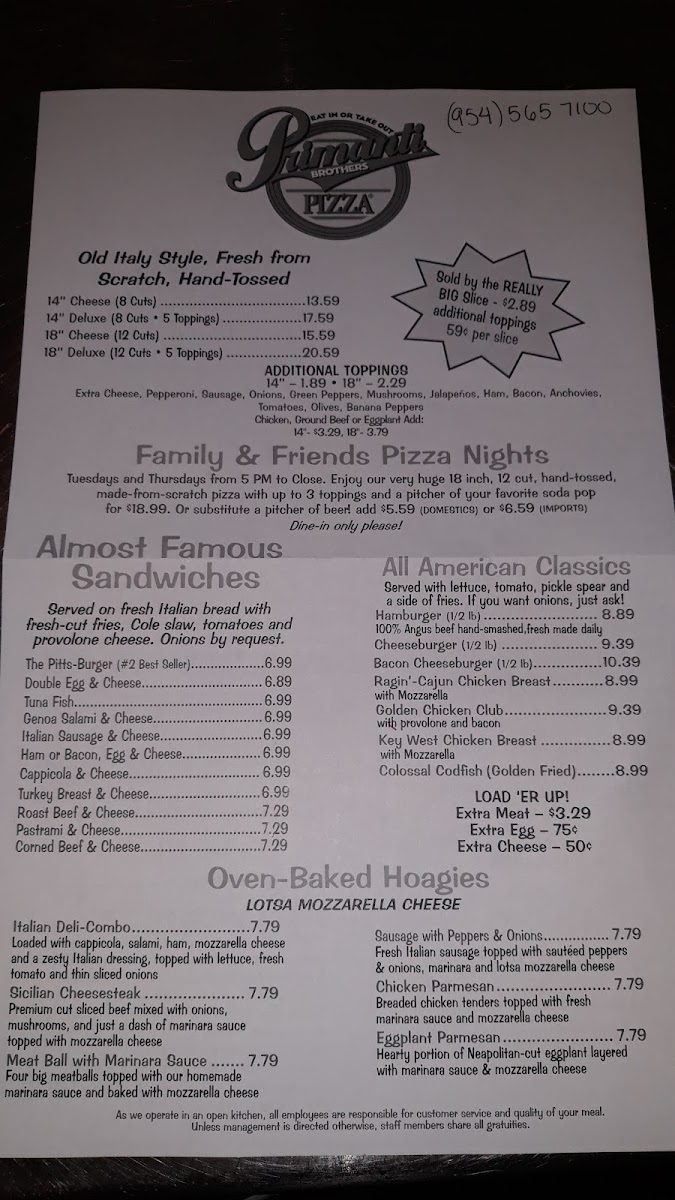 (954) 565 7100
EAT IN OR TAKE OUT
Primanti
BROTHERS
PIZZA®
Old Italy Style, Fresh from
Scratch, Hand-Tossed
14" Cheese (8 Cuts) ................................13.59
14" Deluxe (8 Cuts • 5 Toppings) ..................17.59
18" Cheese (12 Cuts) ...............................15.59
18" Deluxe (12 Cuts • 5 Toppings) .................20.59
Sold by the REALLY
BIG Slice - $2.89
additional toppings
59¢ per slice
ADDITIONAL TOPPINGS
14" – 1.89 • 18" – 2.29
Extra Cheese, Pepperoni, Sausage, Onions, Green Peppers, Mushrooms, Jalapeños, Ham, Bacon, Anchovies,
Tomatoes, Olives, Banana Peppers
Chicken, Ground Beef or Eggplant Add:
14"- $3.29, 18"- 3.79
Family & Friends Pizza Nights
Tuesdays and Thursdays from 5 PM to Close. Enjoy our very huge 18 inch, 12 cut, hand-tossed,
made-from-scratch pizza with up to 3 toppings and a pitcher of your favorite soda pop
for $18.99. Or substitute a pitcher of beer! add $5.59 (DOMESTICS) or $6.59 (IMPORTS)
Dine-in only please!
Almost Famous
Sandwiches
Served on fresh Italian bread with
fresh-cut fries, Cole slaw, tomatoes and
provolone cheese. Onions by request.
The Pitts-Burger (#2 Best Seller).................6.99
Double Egg & Cheese............................6.89
Tuna Fish...........................................6.99
Genoa Salami & Cheese.........................6.99
Italian Sausage & Cheese.......................6.99
Ham or Bacon, Egg & Cheese..................6.99
Cappicola & Cheese..............................6.99
Turkey Breast & Cheese.........................6.99
Roast Beef & Cheese.............................7.29
Pastrami & Cheese................................7.29
Corned Beef & Cheese...........................7.29
All American Classics
Served with lettuce, tomato, pickle spear and
a side of fries. If you want onions, just ask!
Hamburger (1/2 lb) ............................ 8.89
100% Angus beef hand-smashed,fresh made daily
Cheeseburger (1/2 lb) ........................ 9.39
Bacon Cheeseburger (1/2 lb)..............10.39
Ragin'-Cajun Chicken Breast...........8.99
with Mozzarella
Golden Chicken Club.......................9.39
with provolone and bacon
Key West Chicken Breast ..............8.99
with Mozzarella
Colossal Codfish (Golden Fried)........8.99
LOAD 'ER UP!
Extra Meat – $3.29
Extra Egg – 75¢
Extra Cheese – 50¢
Oven-Baked Hoagies
LOTSA MOZZARELLA CHEESE
Italian Deli-Combo..........................7.79
Loaded with cappicola, salami, ham, mozzarella cheese
and a zesty Italian dressing, topped with lettuce, fresh
tomato and thin sliced onions
Sicilian Cheesesteak ...................... 7.79
Premium cut sliced beef mixed with onions,
mushrooms, and just a dash of marinara sauce
topped with mozzarella cheese
Meat Ball with Marinara Sauce ....... 7.79
Four big meatballs topped with our homemade
marinara sauce and baked with mozzarella cheese
Sausage with Peppers & Onions............... 7.79
Fresh Italian sausage topped with sautéed peppers
& onions, marinara and lotsa mozzarella cheese
Chicken Parmesan.......................... 7.79
Breaded chicken tenders topped with fresh
marinara sauce and mozzarella cheese
Eggplant Parmesan......................... 7.79
Hearty portion of Neapolitan-cut eggplant layered
with marinara sauce & mozzarella cheese
As we operate in an open kitchen, all employees are responsible for customer service and quality of your meal.
Unless management is directed otherwise, staff members share all gratuities.